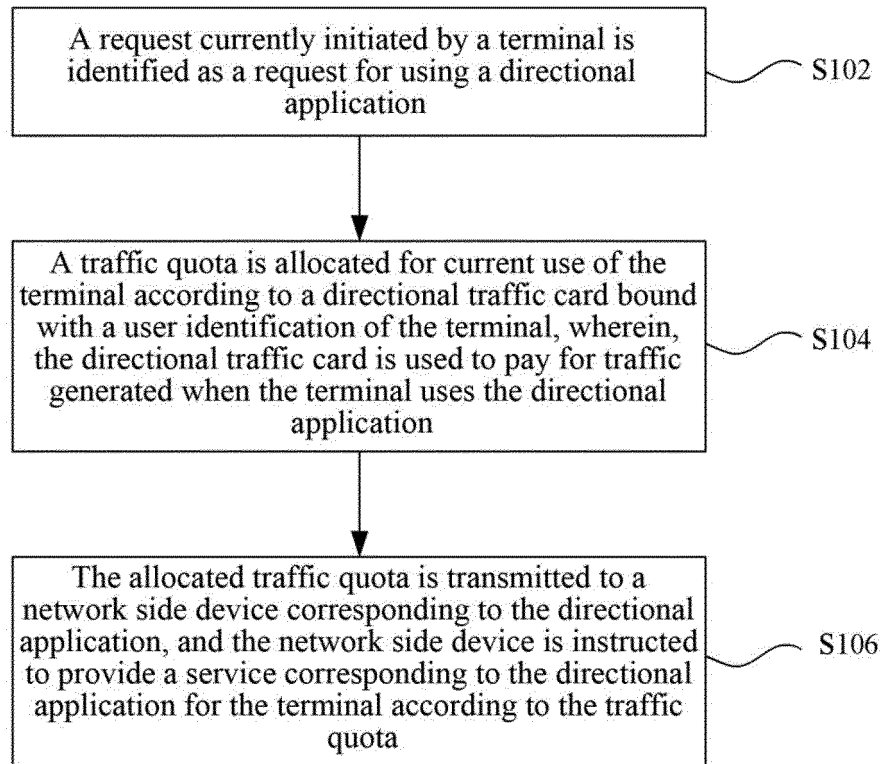 A request currently initiated by a terminal is
identified as a request for using a directional
application
S102
A traffic quota is allocated for current use of the
terminal according to a directional traffic card bound
with a user identification of the terminal, wherein,
the directional traffic card is used to pay for traffic
generated when the terminal uses the directional
application
S104
The allocated traffic quota is transmitted to a
network side device corresponding to the directional
application, and the network side device is instructed
to provide a service corresponding to the directional
application for the terminal according to the traffic
quota
S106